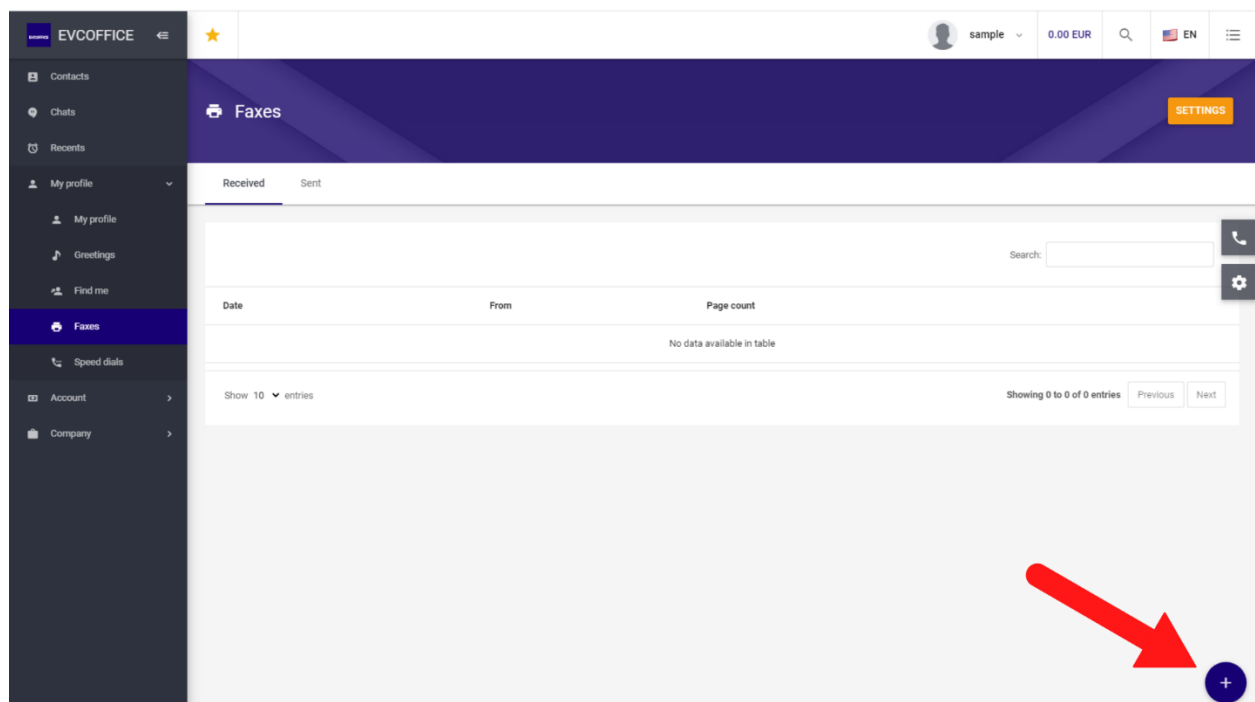 EVCOFFICE
sample
0.00 EUR
EN
Contacts
Chats
Recents
My profile
My profile
Greetings
Find me
Faxes
Speed dials
Account
Company
Faxes
SETTINGS
Received Sent
Search:
Date From Page count
No data available in table
Show 10 entries
Showing 0 to 0 of 0 entries Previous Next
+